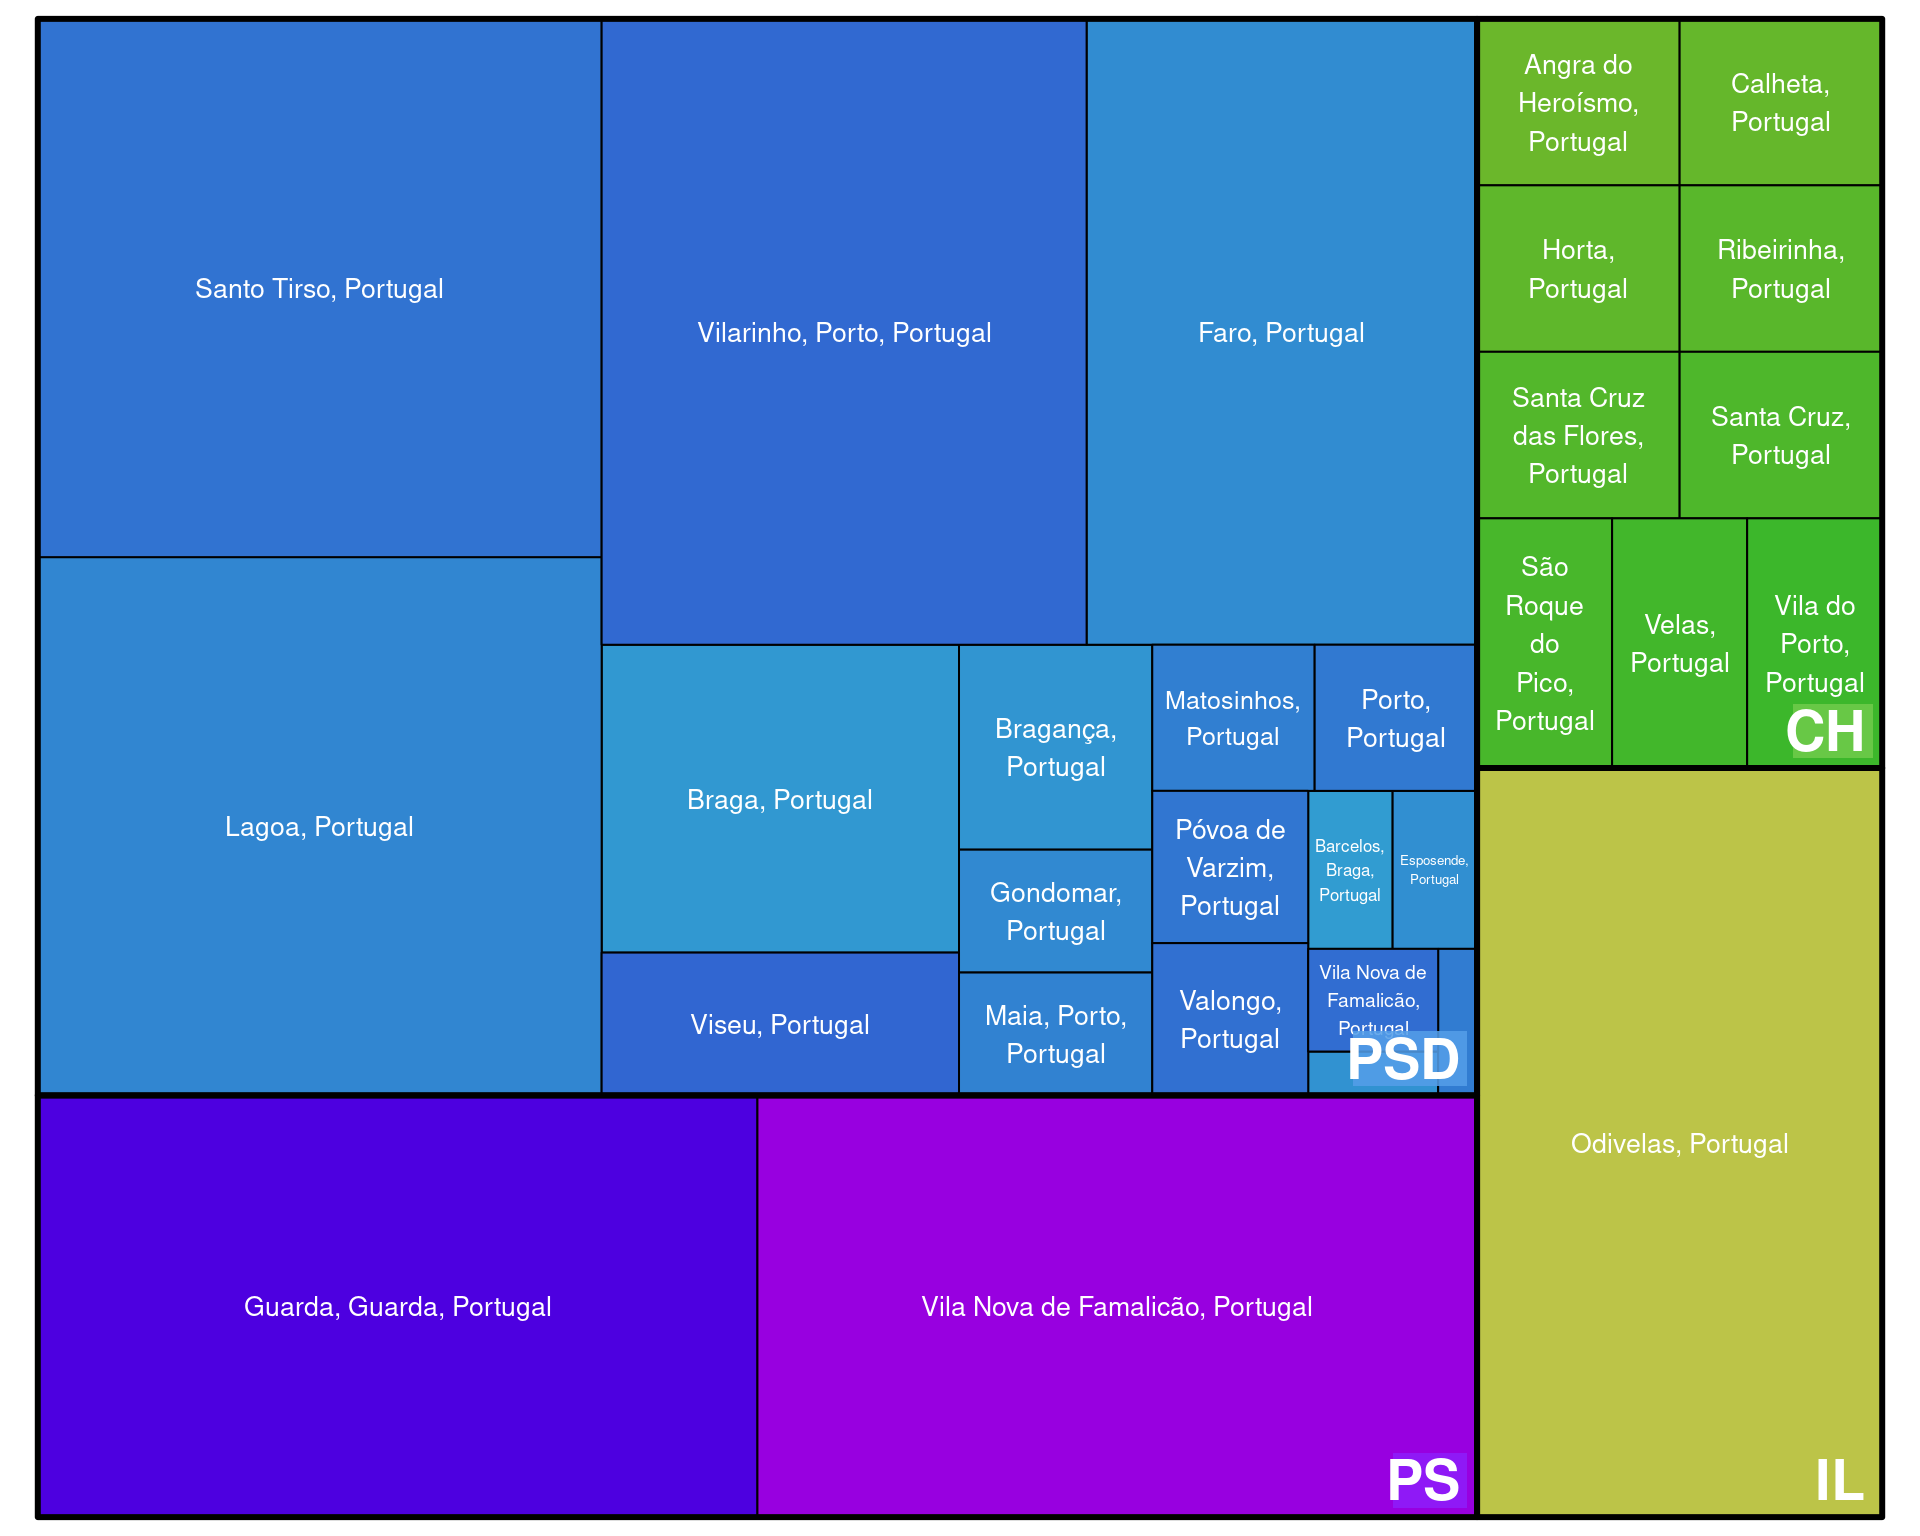 Santo Tirso, Portugal
Lagoa, Portugal
Vilarinho, Porto, Portugal
Faro, Portugal
Braga, Portugal
Viseu, Portugal
Bragança,
Portugal
Gondomar,
Portugal
Maia, Porto,
Portugal
Matosinhos,
Portugal
Porto,
Portugal
Póvoa de
Varzim,
Portugal
Valongo,
Portugal
Barcelos,
Braga,
Portugal
Esposende,
Portugal
Vila Nova de
Famalicão,
Portugal
PSD
Guarda, Guarda, Portugal
Vila Nova de Famalicão, Portugal
PS
Angra do
Heroísmo,
Portugal
Calheta,
Portugal
Horta,
Portugal
Ribeirinha,
Portugal
Santa Cruz
das Flores,
Portugal
Santa Cruz,
Portugal
São
Roque
do
Pico,
Portugal
Velas,
Portugal
Vila do
Porto,
Portugal
CH
Odivelas, Portugal
IL